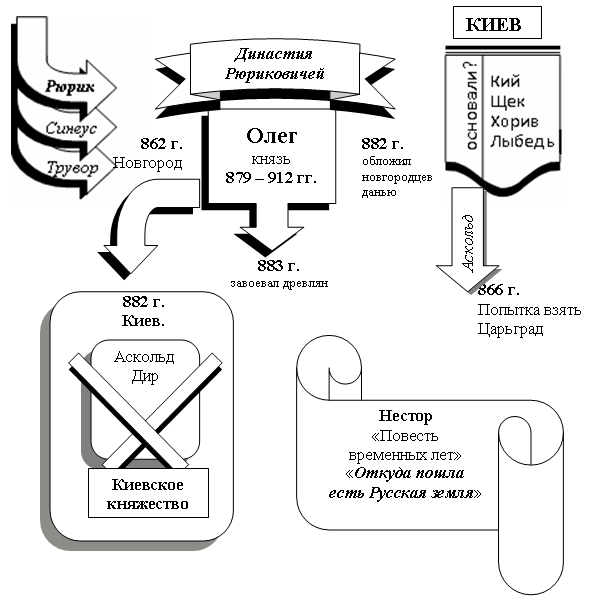 Рюрик
Синеус
Трувор
862 г.
Новгород
Династия
Рюриковичей
Олег
князь
879 – 912 гг.
882 г.
обложил
новгородцев
данью
883 г.
завоевал древлян
КИЕВ
основали?
Кий
Щек
Хорив
Лыбедь
Аскольд
866 г.
Попытка взять
Царьград
882 г.
Киев.
Аскольд
Дир
Киевское
княжество
Нестор
«Повесть
временных лет»
«Откуда пошла
есть Русская земля»